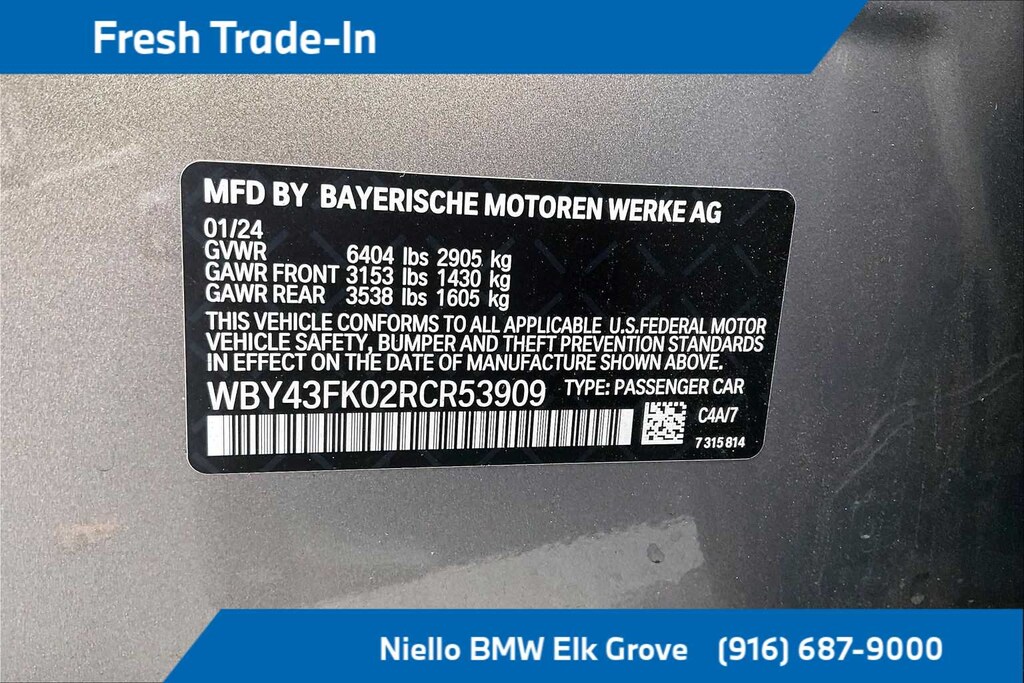 Fresh Trade-In
MFD BY BAYERISCHE MOTOREN WERKE AG
01/24
GVWR 6404 lbs 2905 kg
GAWR FRONT 3153 lbs 1430 kg
GAWR REAR 3538 lbs 1605 kg
THIS VEHICLE CONFORMS TO ALL APPLICABLE U.S.FEDERAL MOTOR
VEHICLE SAFETY, BUMPER AND THEFT PREVENTION STANDARDS
IN EFFECT ON THE DATE OF MANUFACTURE SHOWN ABOVE.
WBY43FK02RCR53909 TYPE: PASSENGER CAR
C4A/7
7 315 814
Niello BMW Elk Grove (916) 687-9000